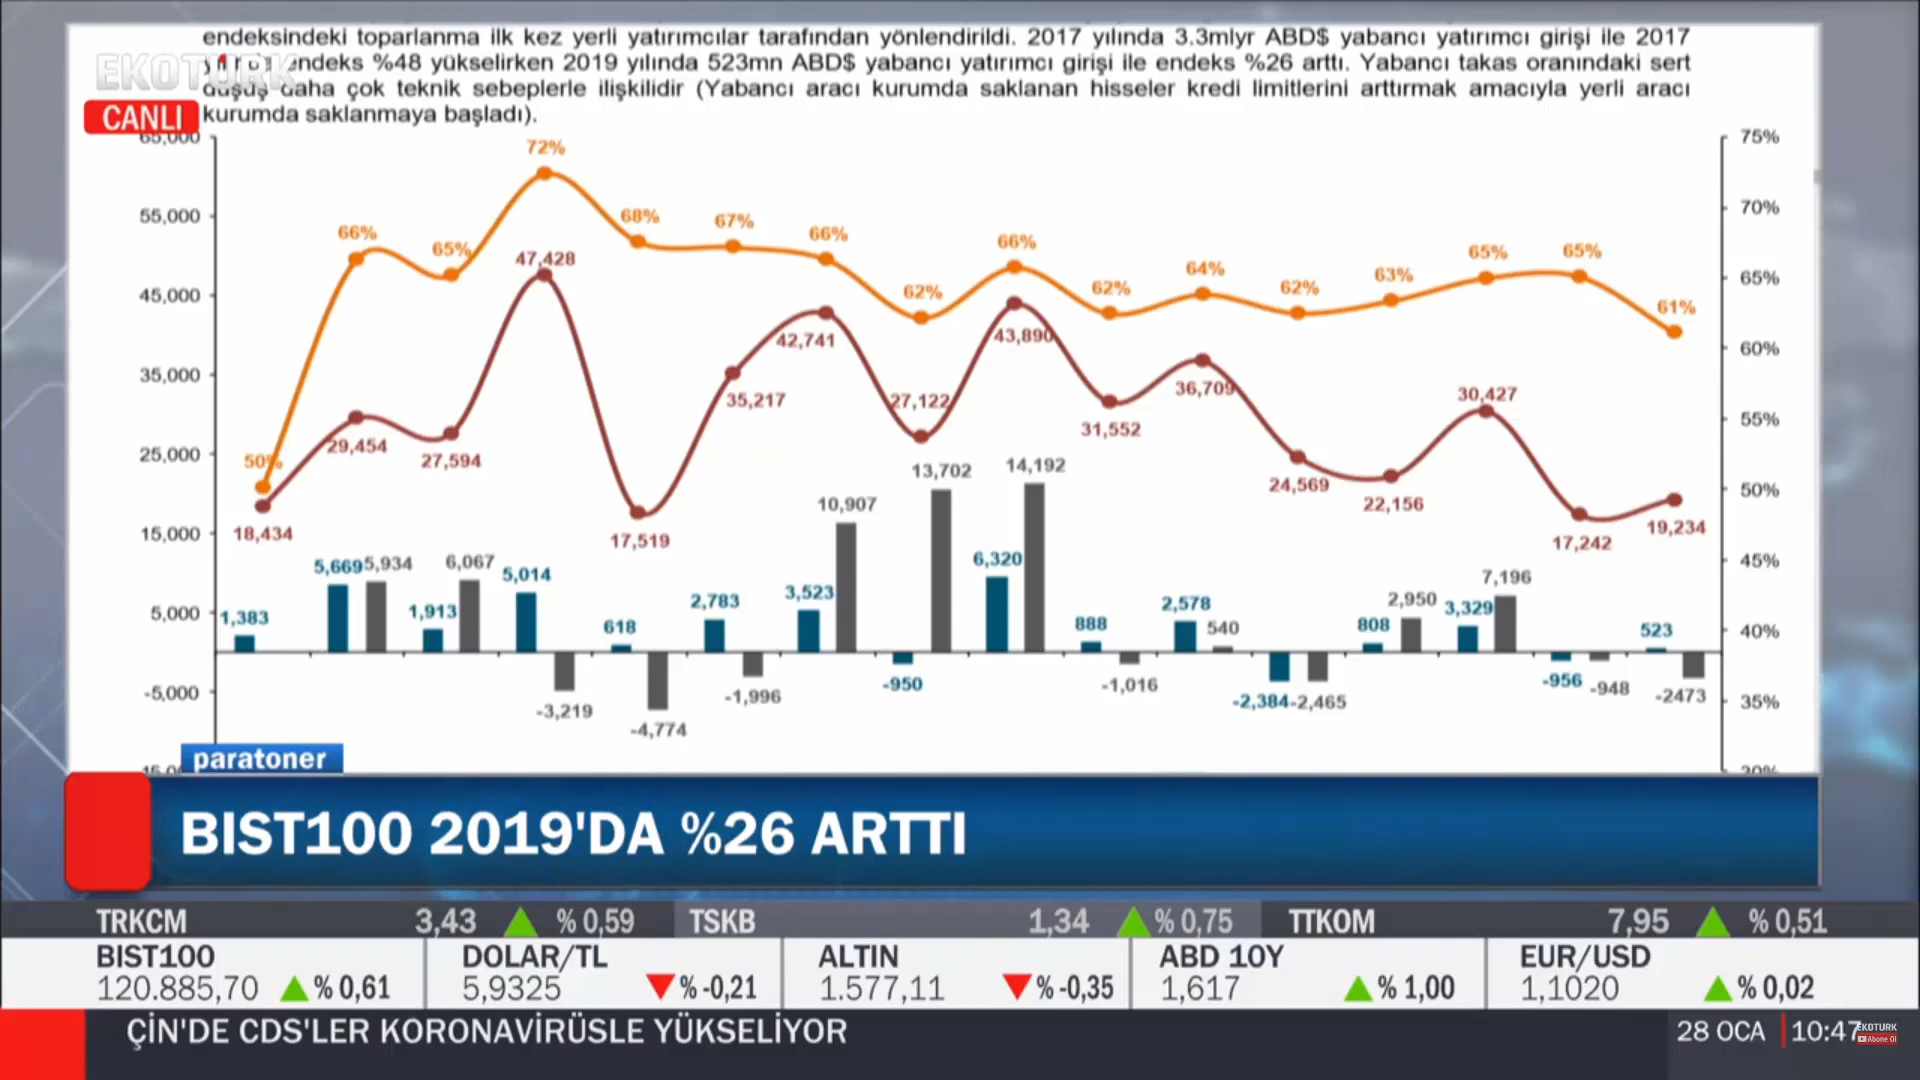 endeksindeki toparlanma ilk kez yerli yatırımcılar tarafından yönlendirildi. 2017 yılında 3.3mlyr ABD$ yabancı yatırımcı girişi ile 2017
endeks %48 yükselirken 2019 yılında 523mn ABD$ yabancı yatırımcı girişi ile endeks %26 arttı. Yabancı takas oranındaki sert
düşüş daha çok teknik sebeplerle ilişkilidir (Yabancı aracı kurumda saklanan hisseler kredi limitlerini arttırmak amacıyla yerli aracı
kurumda saklanmaya başladı).
EKOTÜRK
CANLI
65,000
55,000
45,000
35,000
25,000
15,000
5,000
-5,000
75%
70%
65%
60%
55%
50%
45%
40%
35%
30%
50% 66% 65% 72% 68% 67% 66% 62% 66% 62% 64% 62% 63% 65% 65% 61%
18,434 29,454 27,594 47,428 17,519 35,217 42,741 27,122 43,890 31,552 36,709 24,569 22,156 30,427 17,242 19,234
1,383 5,669 1,913 5,014 618 2,783 3,523 -950 6,320 888 2,578 -2,384 808 3,329 -956 523
5,934 6,067 -3,219 -4,774 -1,996 10,907 13,702 14,192 -1,016 540 -2,465 2,950 7,196 -948 -2473
paratoner
BIST100 2019'DA %26 ARTTI
TRKCM 3,43 % 0,59 TSKB 1,34 % 0,75 TTKOM 7,95 % 0,51
BIST100 DOLAR/TL ALTIN ABD 10Y EUR/USD
120.885,70 % 0,61 5,9325 % -0,21 1.577,11 % -0,35 1,617 % 1,00 1,1020 % 0,02
ÇİN'DE CDS'LER KORONAVİRÜSLE YÜKSELİYOR
28 OCA 10:47
EKOTURK
Abone Ol